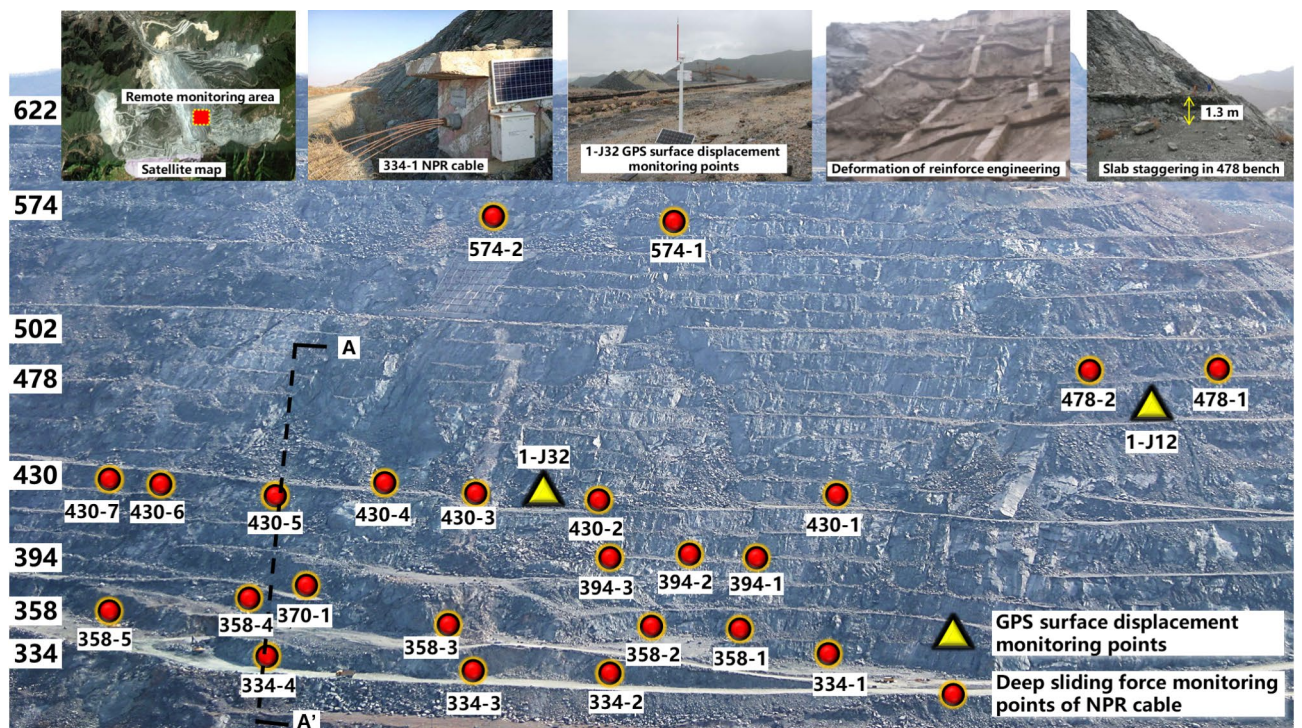 Remote monitoring area
Satellite map
334-1 NPR cable
1-J32 GPS surface displacement
monitoring points
Deformation of reinforce engineering
1.3 m
Slab staggering in 478 bench
622
574
502
478
430
394
358
334
574-2
574-1
A
478-2
478-1
1-J12
1-J32
430-7
430-6
430-5
430-4
430-3
430-2
430-1
394-3
394-2
394-1
370-1
358-5
358-4
358-3
358-2
358-1
334-4
334-3
334-2
334-1
A'
GPS surface displacement
monitoring points
Deep sliding force monitoring
points of NPR cable